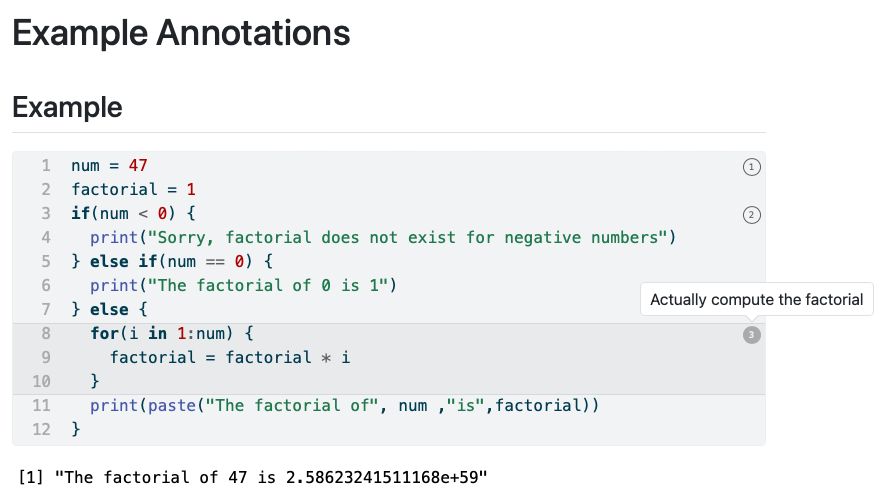 Example Annotations
Example
1 num = 47 1
2 factorial = 1
3 if(num < 0) { 2
4   print("Sorry, factorial does not exist for negative numbers")
5 } else if(num == 0) {
6   print("The factorial of 0 is 1")
7 } else {
Actually compute the factorial
8   for(i in 1:num) { 3
9     factorial = factorial * i
10   }
11   print(paste("The factorial of", num ,"is",factorial))
12 }
[1] "The factorial of 47 is 2.58623241511168e+59"